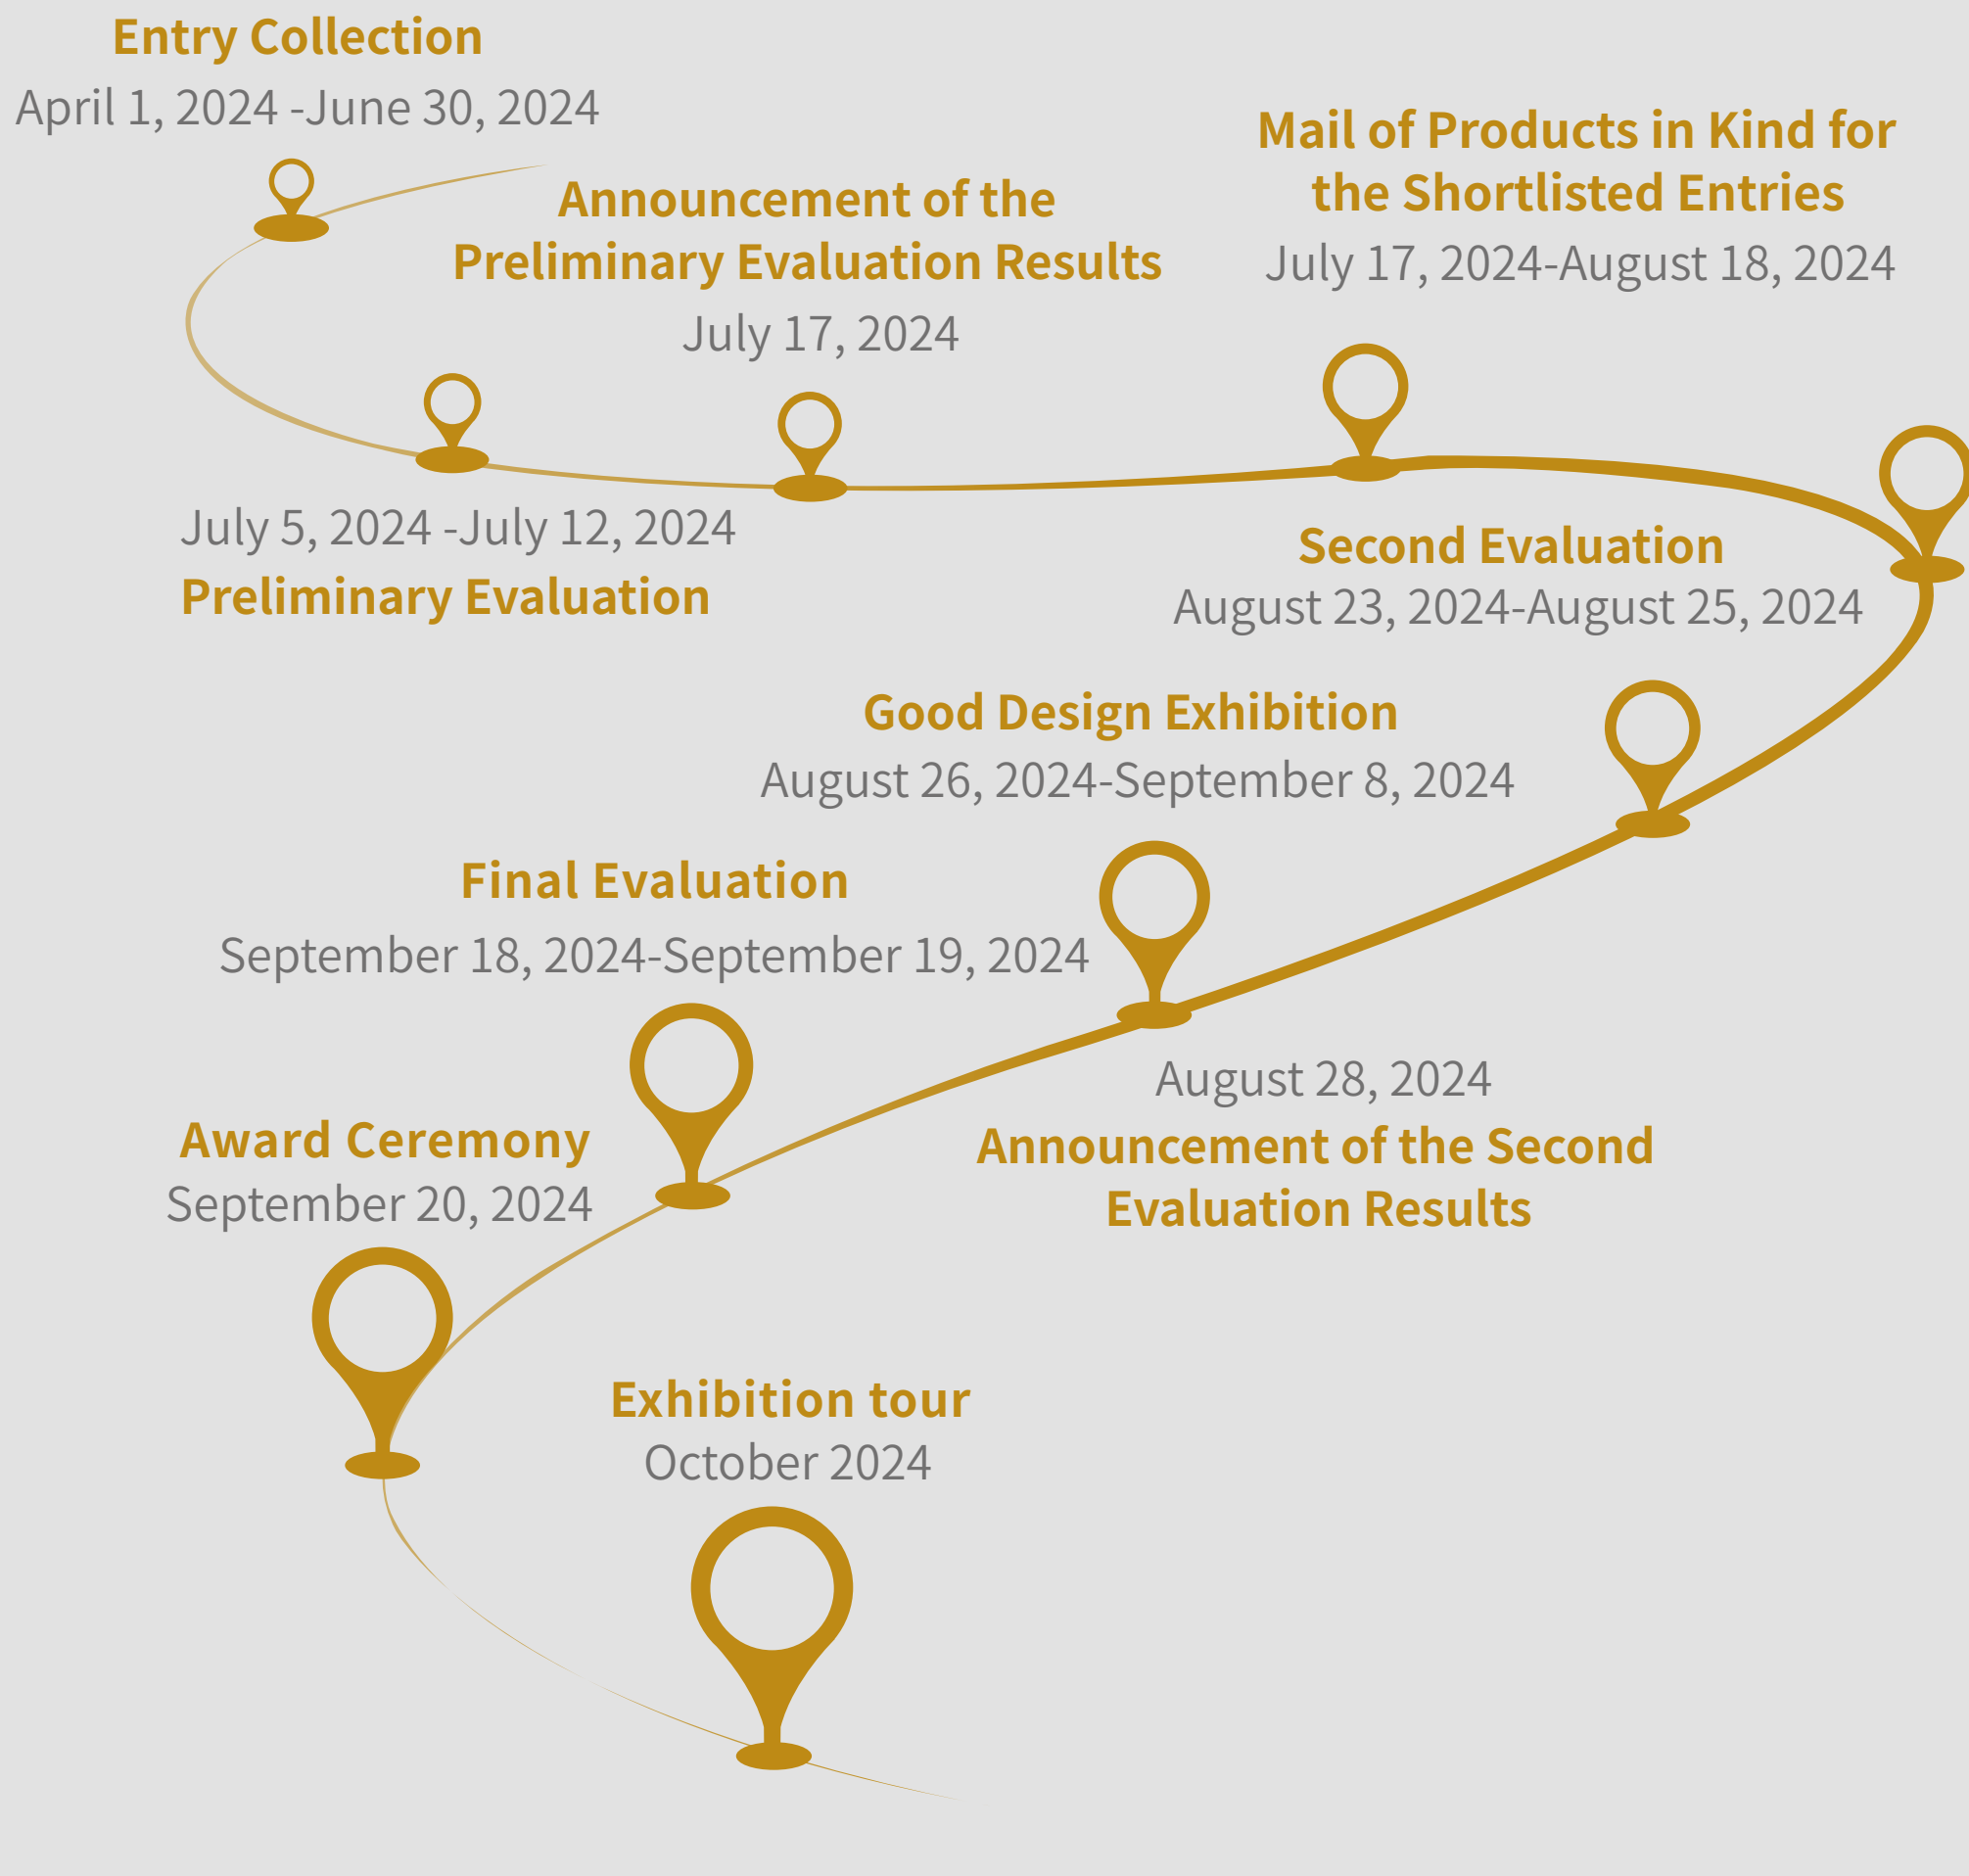 Entry Collection
April 1, 2024 -June 30, 2024
Announcement of the
Preliminary Evaluation Results
July 17, 2024
Mail of Products in Kind for
the Shortlisted Entries
July 17, 2024-August 18, 2024
July 5, 2024 -July 12, 2024
Preliminary Evaluation
Second Evaluation
August 23, 2024-August 25, 2024
Good Design Exhibition
August 26, 2024-September 8, 2024
Final Evaluation
September 18, 2024-September 19, 2024
August 28, 2024
Announcement of the Second
Evaluation Results
Award Ceremony
September 20, 2024
Exhibition tour
October 2024